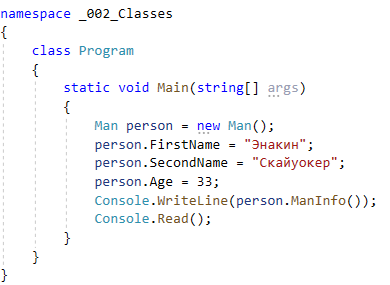 namespace _002_Classes
{
class Program
{
static void Main(string[] args)
{
Man person = new Man();
person.FirstName = "Энакин";
person.SecondName = "Скайуокер";
person.Age = 33;
Console.WriteLine(person.ManInfo());
Console.Read();
}
}
}